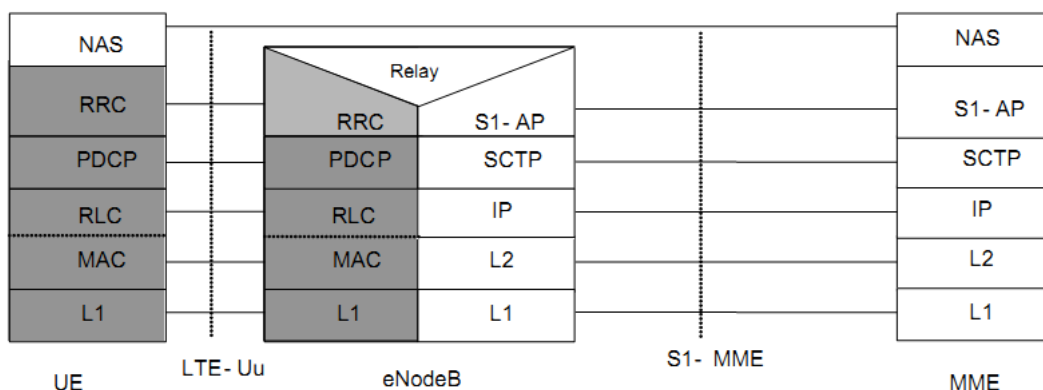 NAS
RRC
PDCP
RLC
MAC
L1
UE
LTE- Uu
Relay
RRC
PDCP
RLC
MAC
L1
S1- AP
SCTP
IP
L2
L1
eNodeB
S1- MME
NAS
S1- AP
SCTP
IP
L2
L1
MME